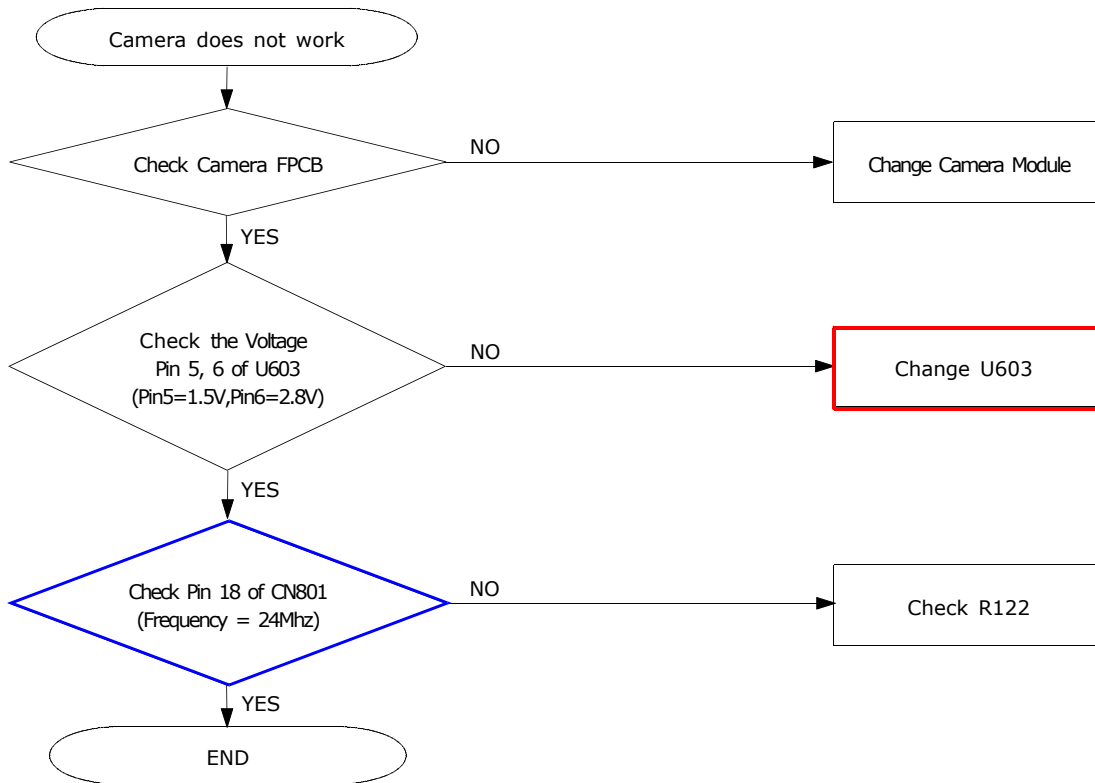 Camera does not work
Check Camera FPCB
NO
Change Camera Module
YES
Check the Voltage
Pin 5, 6 of U603
(Pin5=1.5V,Pin6=2.8V)
NO
Change U603
YES
Check Pin 18 of CN801
(Frequency = 24Mhz)
NO
Check R122
YES
END